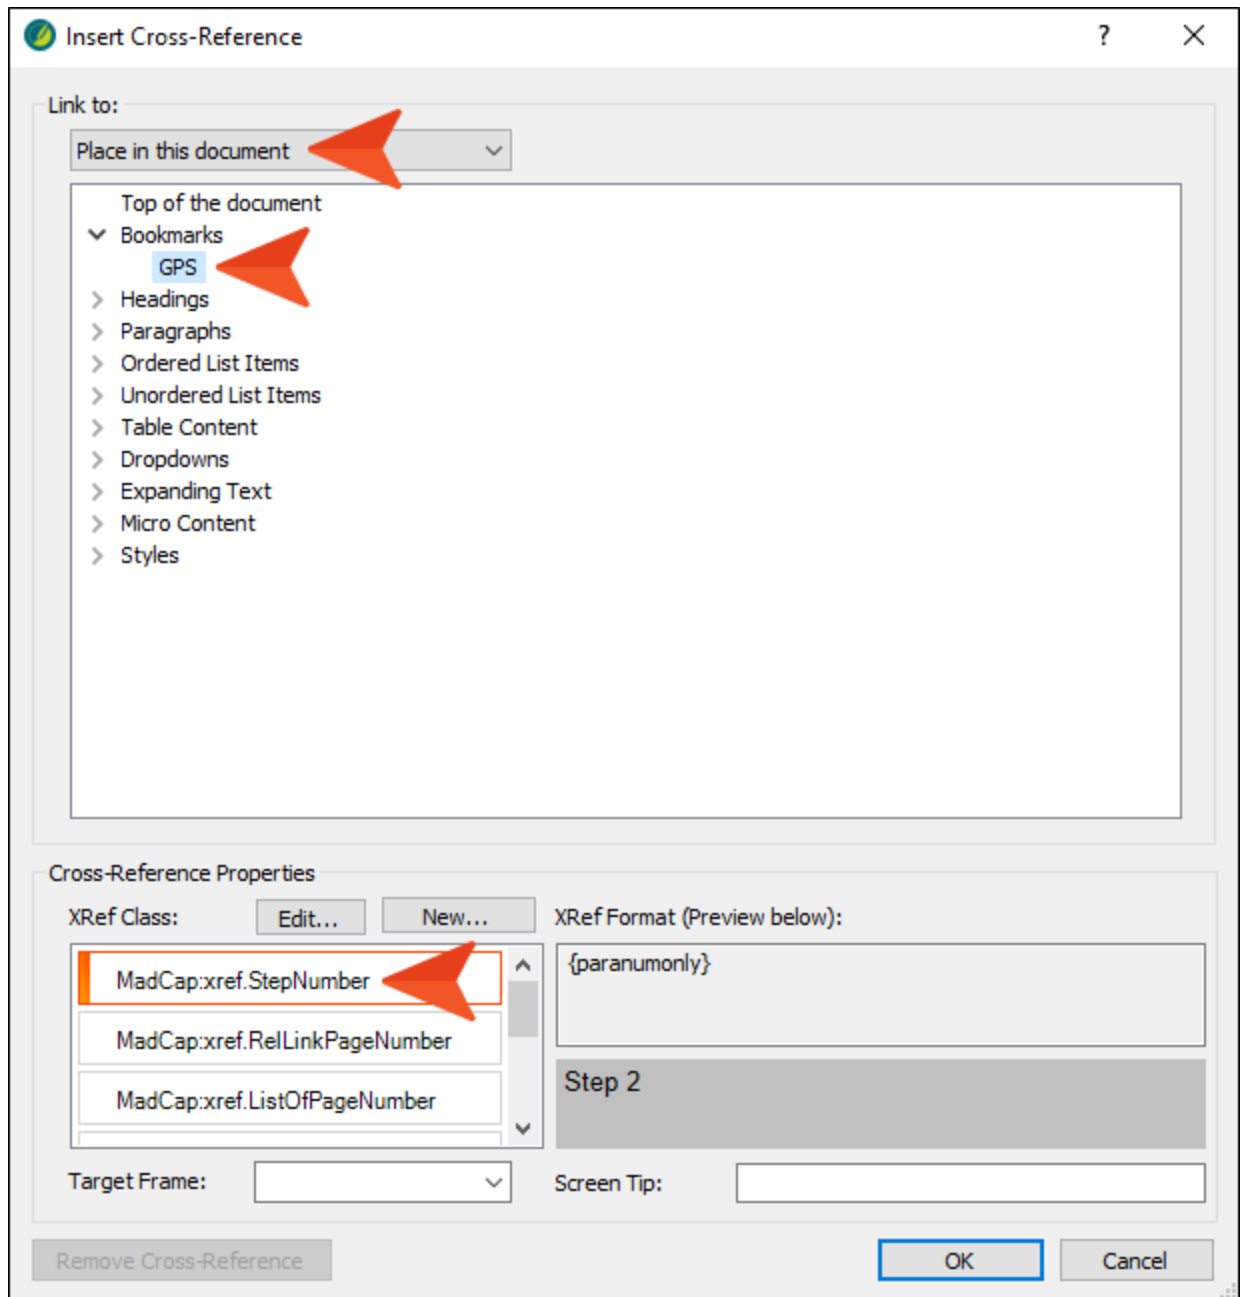 Insert Cross-Reference
?
Link to:
Place in this document
Top of the document
Bookmarks
GPS
Headings
Paragraphs
Ordered List Items
Unordered List Items
Table Content
Dropdowns
Expanding Text
Micro Content
Styles
Cross-Reference Properties
XRef Class: Edit... New... XRef Format (Preview below):
MadCap:xref.StepNumber {paranumonly}
MadCap:xref.RelLinkPageNumber
MadCap:xref.ListOfPageNumber Step 2
Target Frame: Screen Tip:
Remove Cross-Reference OK Cancel